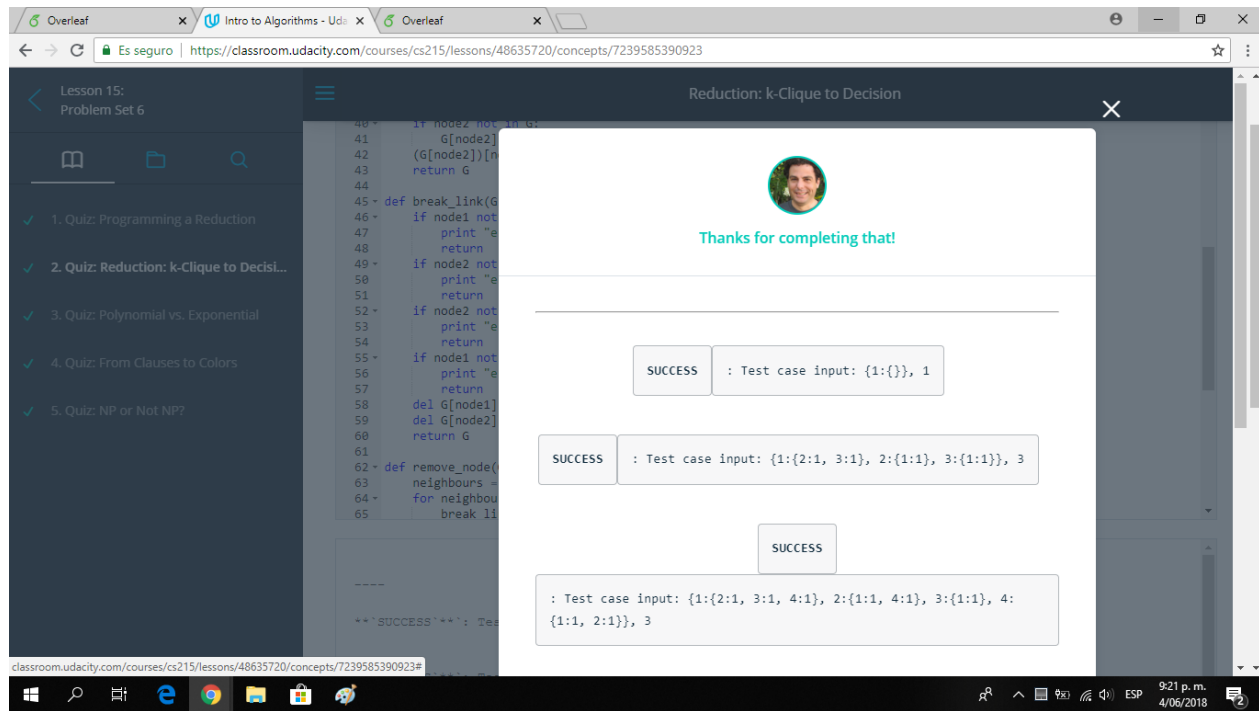 Overleaf
Intro to Algorithms - Uda
Overleaf
Es seguro | https://classroom.udacity.com/courses/cs215/lessons/48635720/concepts/7239585390923
Lesson 15:
Problem Set 6
1. Quiz: Programming a Reduction
2. Quiz: Reduction: k-Clique to Decisi...
3. Quiz: Polynomial vs. Exponential
4. Quiz: From Clauses to Colors
5. Quiz: NP or Not NP?
Reduction: k-Clique to Decision
40 if node2 not in G:
41 G[node2]
42 (G[node2])[n
43 return G
44
45 def break_link(G
46 if node1 not
47 print "e
48 return
49 if node2 not
50 print "e
51 return
52 if node2 not
53 print "e
54 return
55 if node1 not
56 print "e
57 return
58 del G[node1]
59 del G[node2]
60 return G
61
62 def remove_node(
63 neighbours =
64 for neighbou
65 break li
----
**`SUCCESS`**`: Tes
Thanks for completing that!
SUCCESS : Test case input: {1:{}}, 1
SUCCESS : Test case input: {1:{2:1, 3:1}, 2:{1:1}, 3:{1:1}}, 3
SUCCESS
: Test case input: {1:{2:1, 3:1, 4:1}, 2:{1:1, 4:1}, 3:{1:1}, 4:
{1:1, 2:1}}, 3
classroom.udacity.com/courses/cs215/lessons/48635720/concepts/7239585390923#
ESP
9:21 p. m.
4/06/2018
2